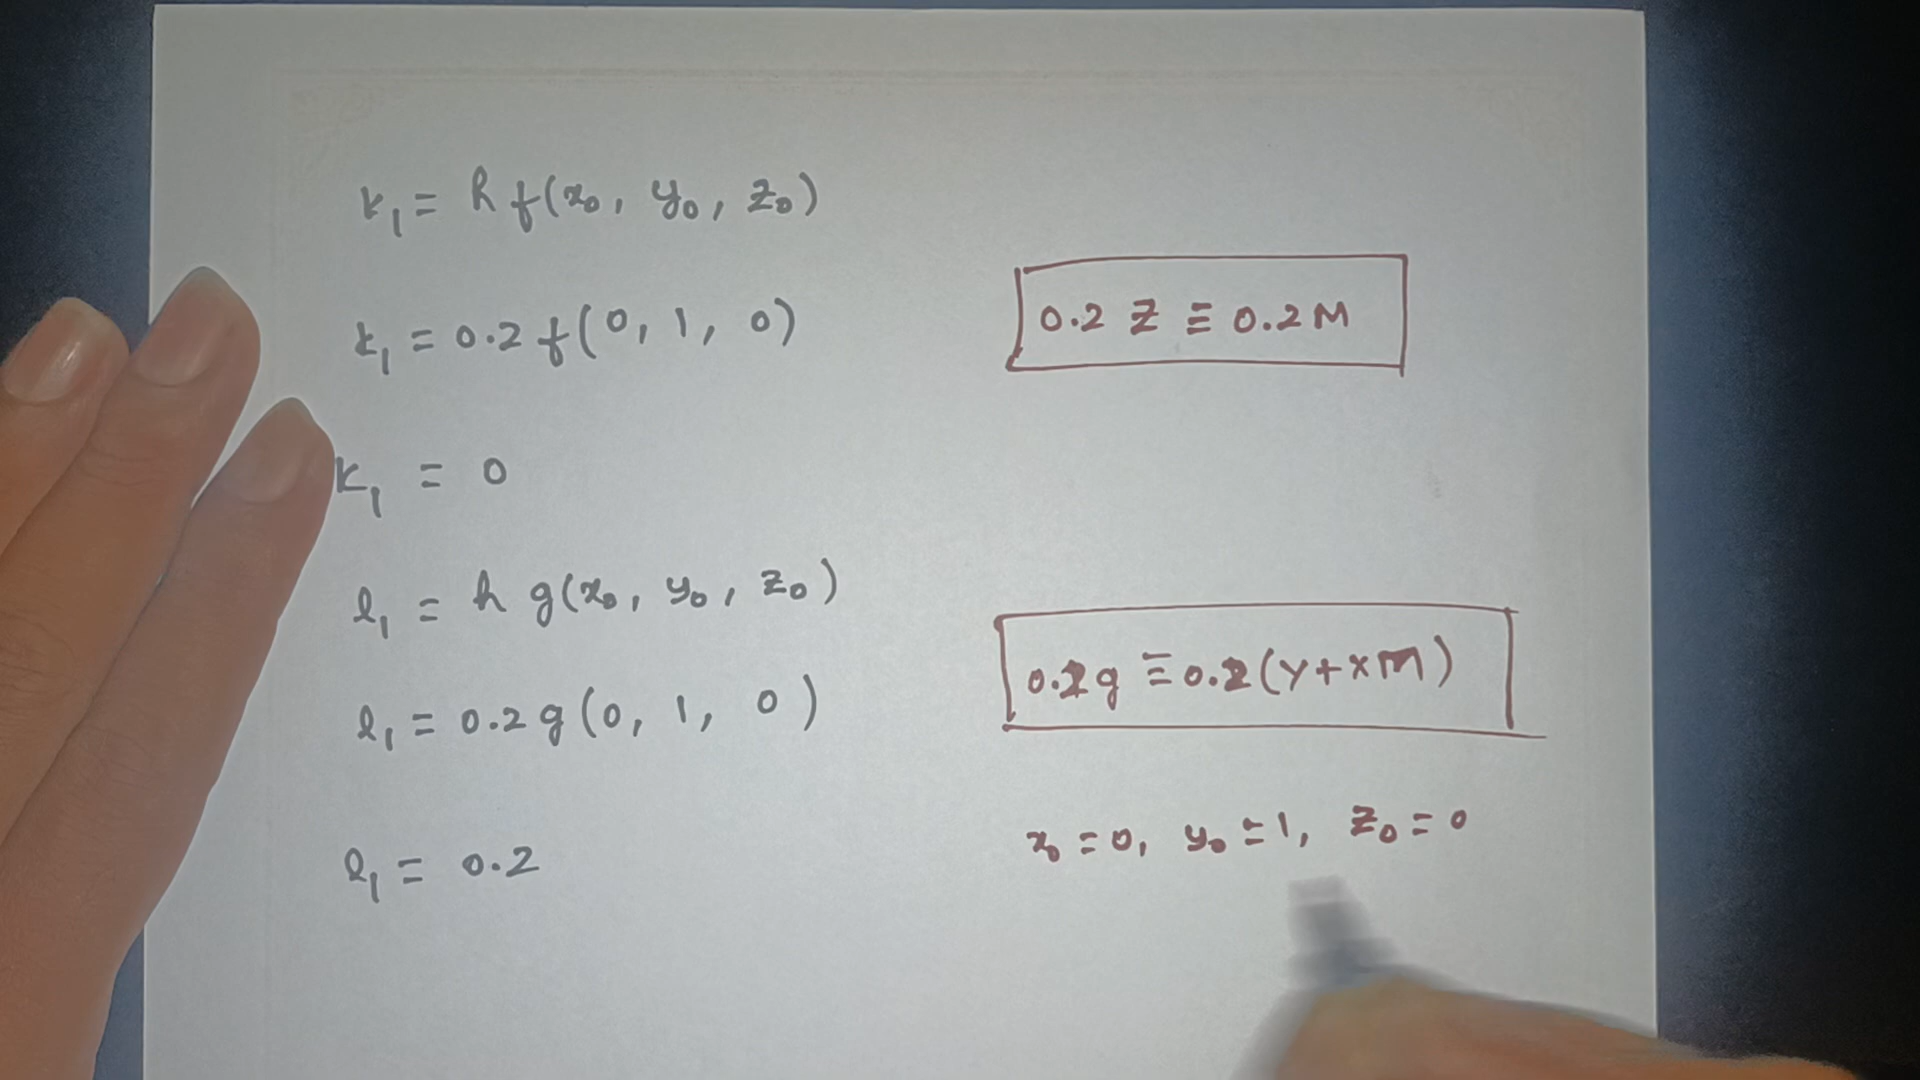 k₁ = h f(x₀, y₀, z₀)
k₁ = 0.2 f(0, 1, 0)
k₁ = 0
l₁ = h g(x₀, y₀, z₀)
l₁ = 0.2 g(0, 1, 0)
l₁ = 0.2
0.2 Z ≡ 0.2 M
0.2g ≡ 0.2(Y+XM)
x₀ = 0, y₀ = 1, z₀ = 0